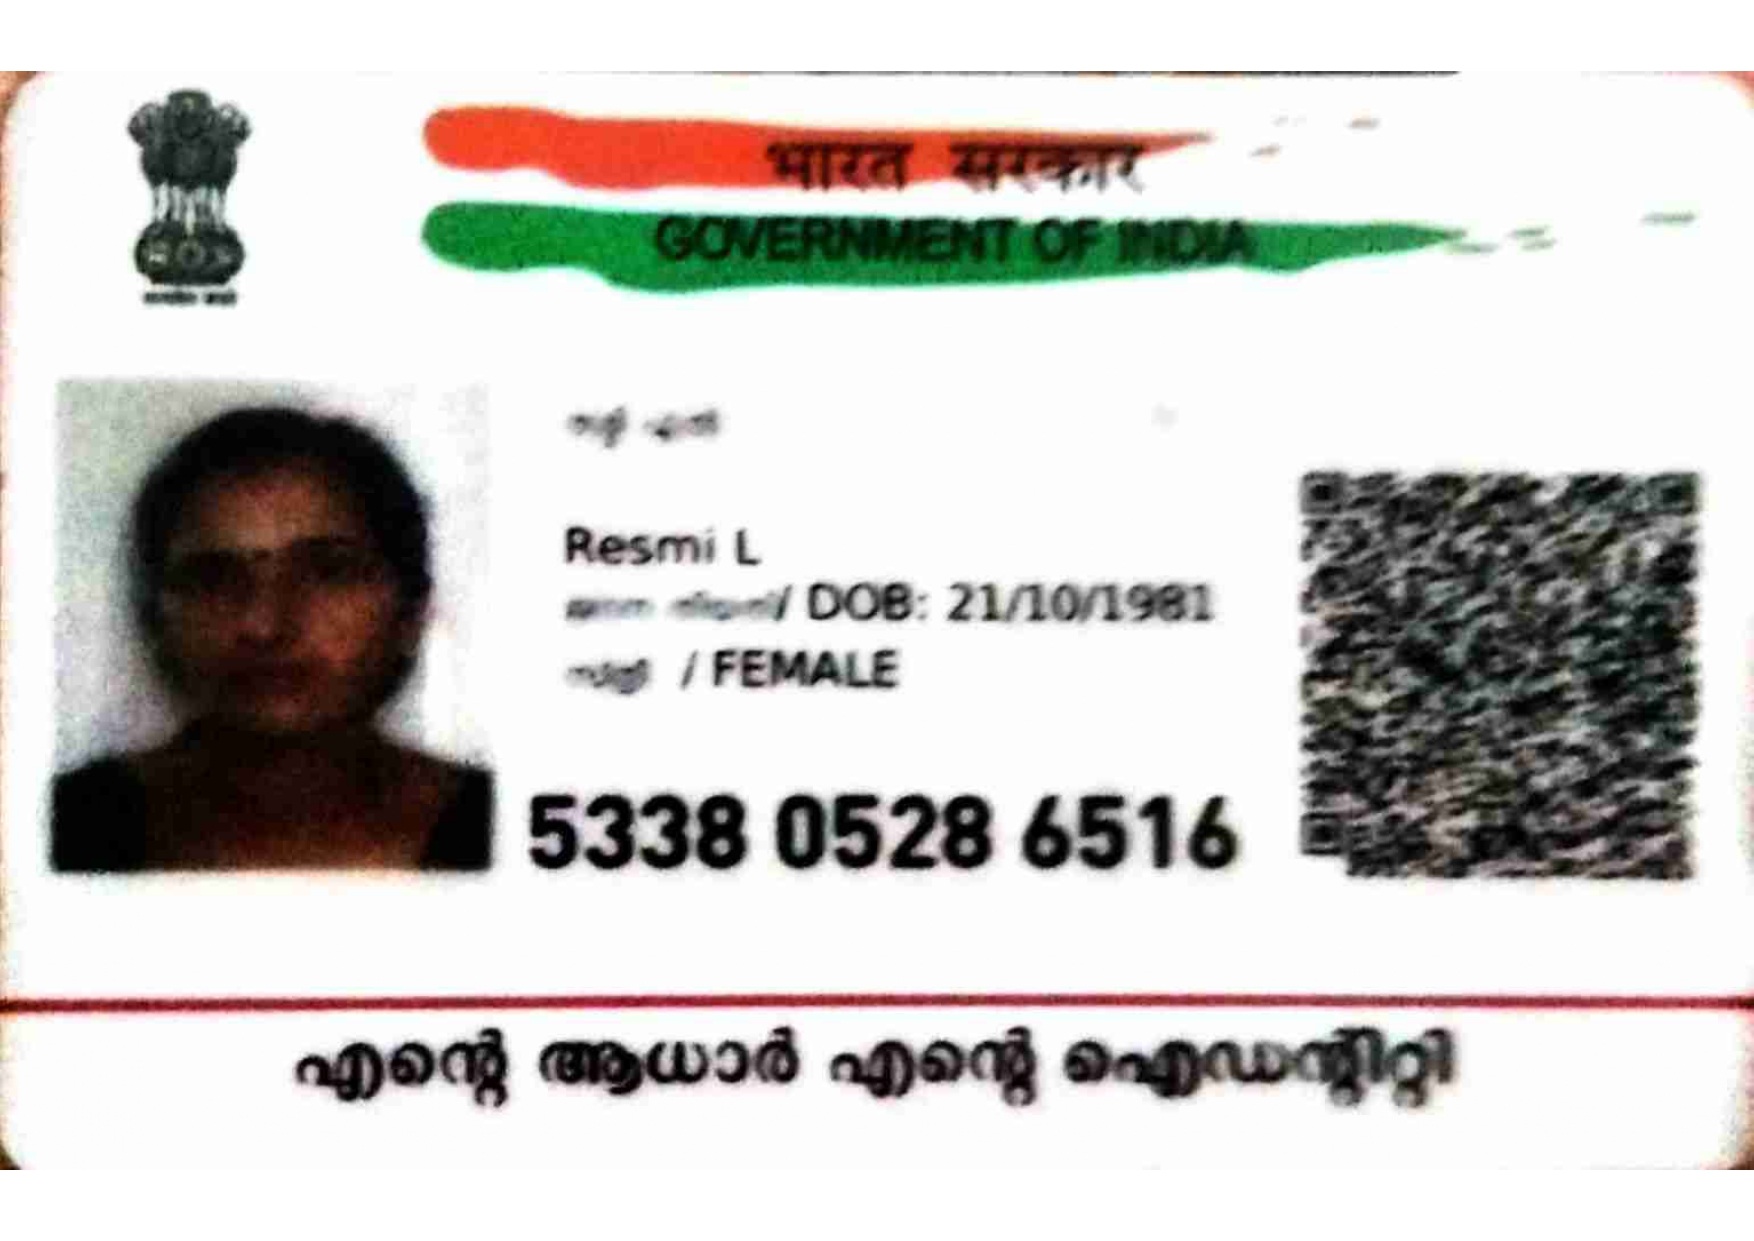 भारत सरकार
GOVERNMENT OF INDIA
Resmi L
/ DOB: 21/10/1981
/ FEMALE
5338 0528 6516
എന്റെ ആധാർ എന്റെ ഐഡന്റിറ്റി